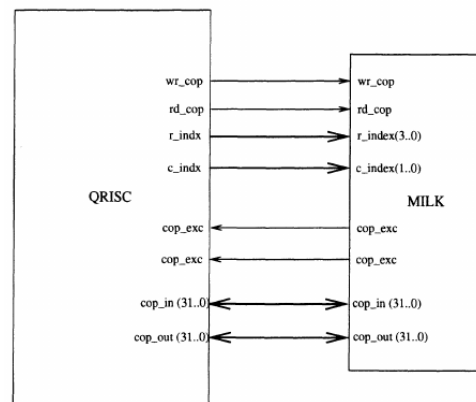 wr_cop wr_cop
rd_cop rd_cop
r_indx r_index(3..0)
c_indx c_index(1..0)
QRISC MILK
cop_exc cop_exc
cop_exc cop_exc
cop_in (31..0) cop_in (31..0)
cop_out (31..0) cop_out (31..0)